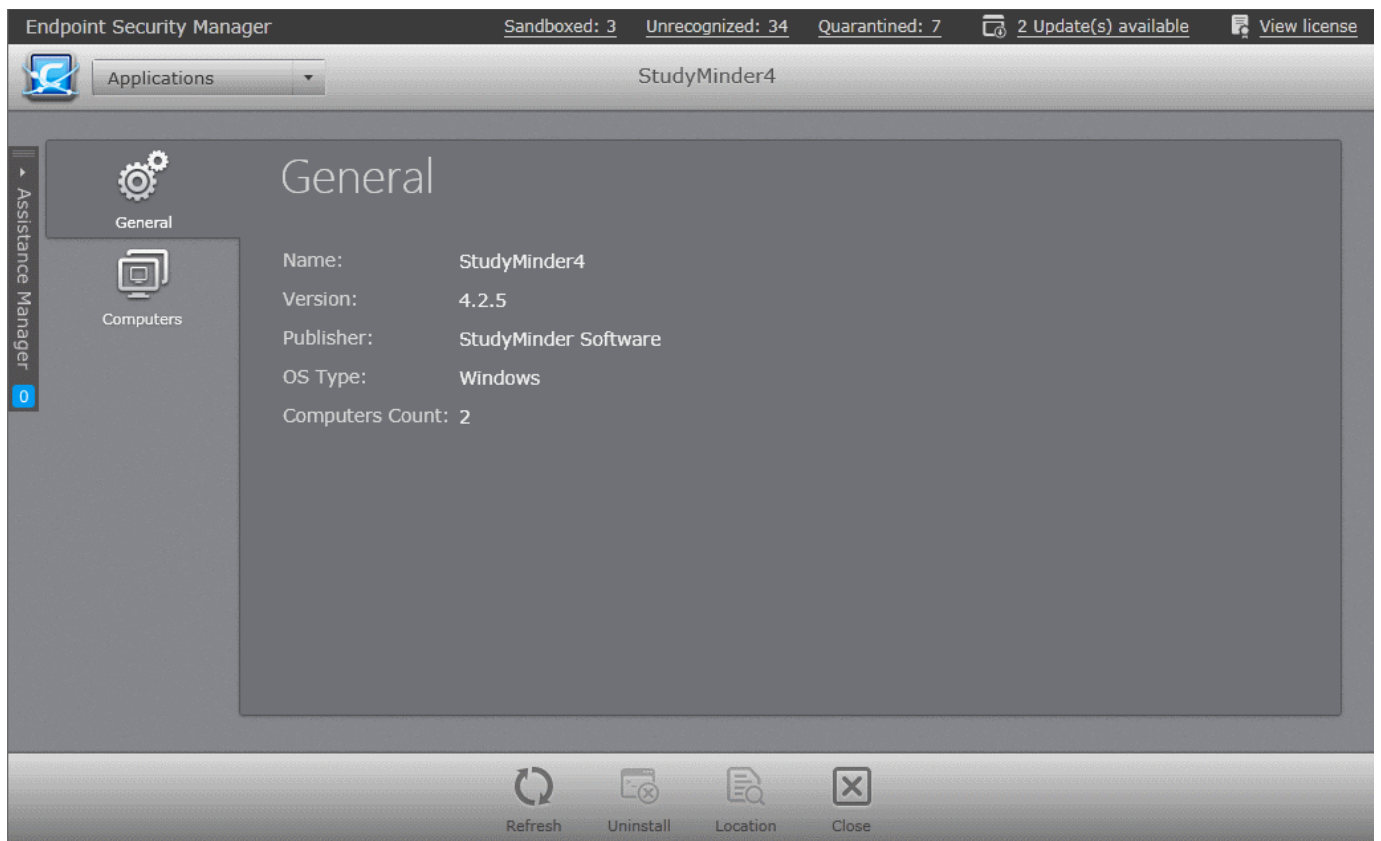 Endpoint Security Manager Sandboxed: 3 Unrecognized: 34 Quarantined: 7 2 Update(s) available View license
Applications StudyMinder4
Assistance Manager
0
General
Computers
General
Name: StudyMinder4
Version: 4.2.5
Publisher: StudyMinder Software
OS Type: Windows
Computers Count: 2
Refresh Uninstall Location Close